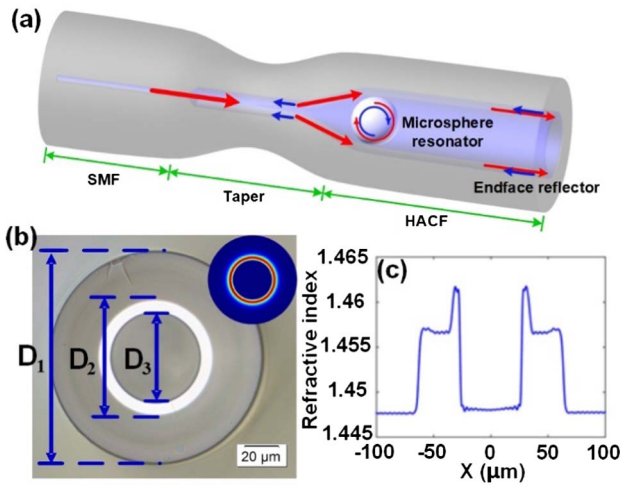 (a)
Microsphere
resonator
Endface reflector
SMF
Taper
HACF
(b)
D1
D2
D3
20 μm
(c)
Refractive index
1.465
1.46
1.455
1.45
1.445
-100
-50
0
50
100
X (μm)